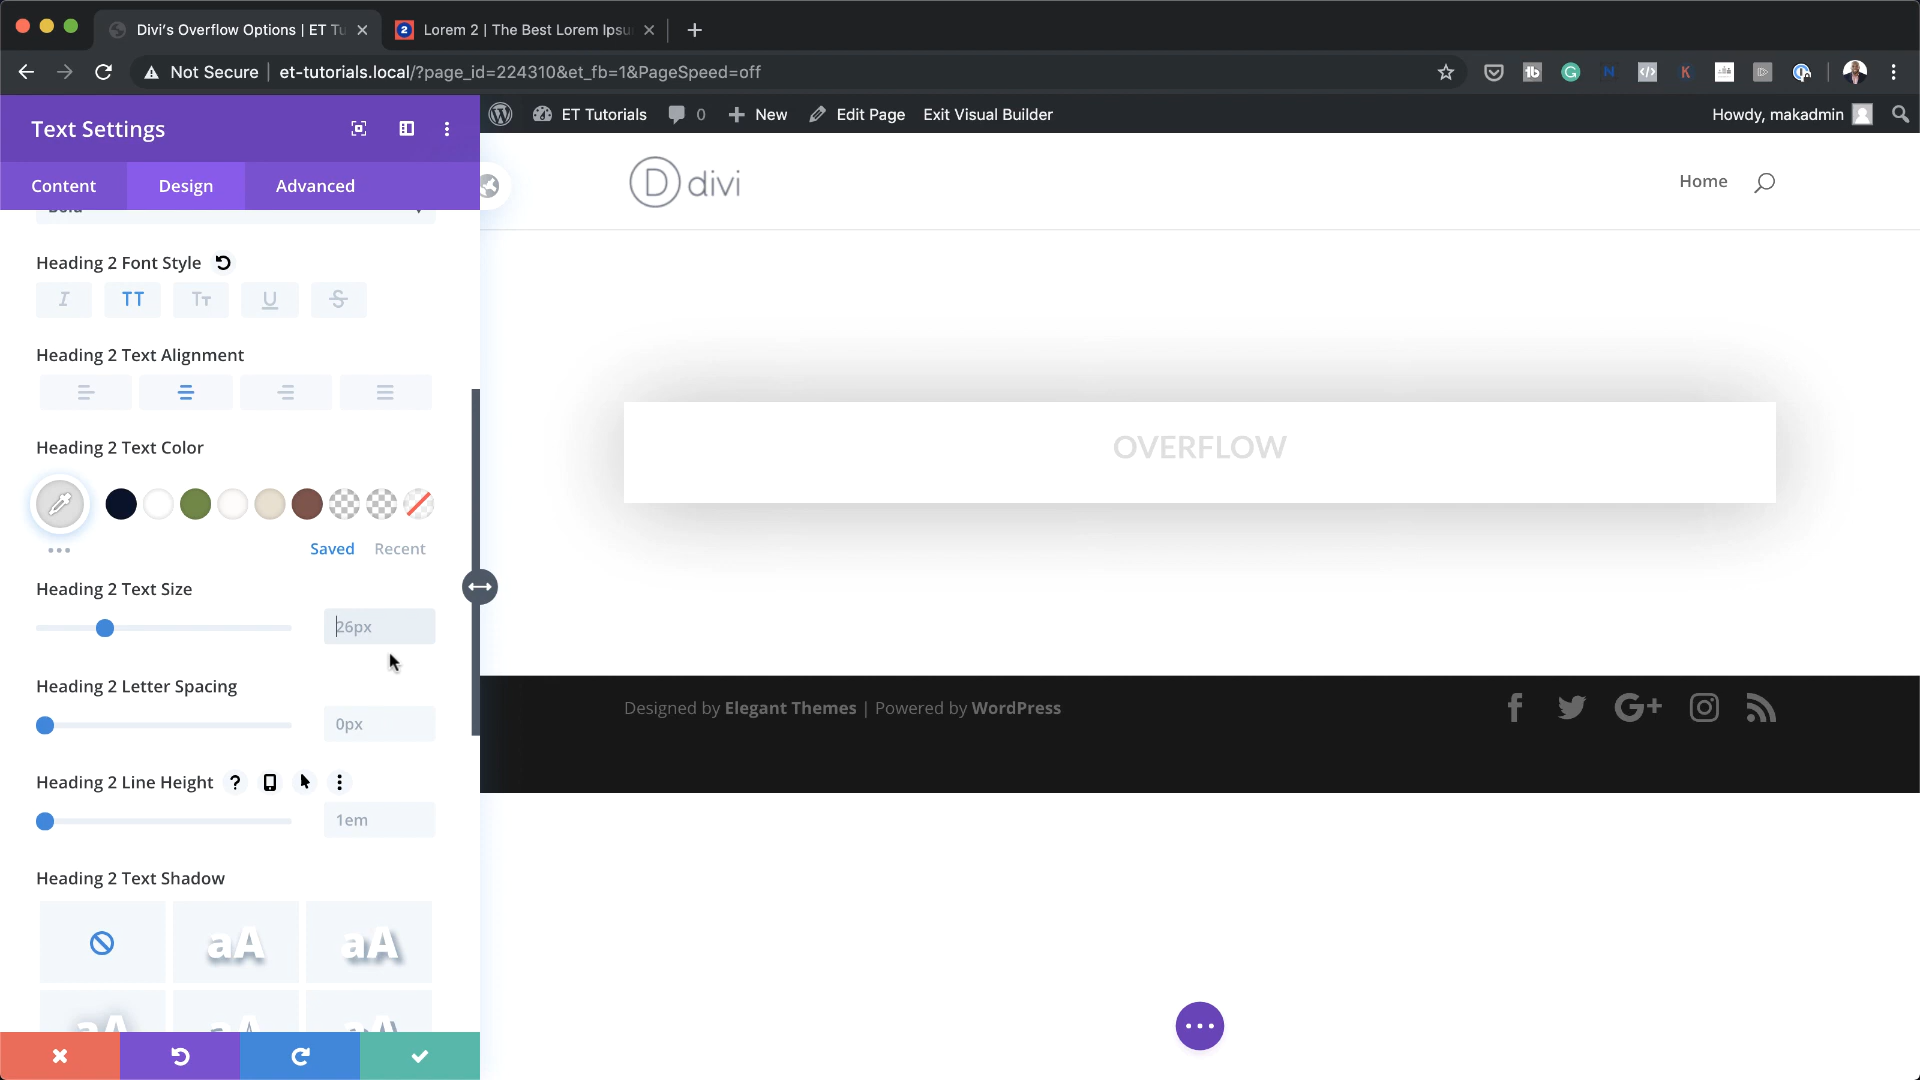 Divi's Overflow Options | ET Tu
Lorem 2 | The Best Lorem Ipsu
Not Secure
et-tutorials.local/?page_id=224310&et_fb=1&PageSpeed=off
ET Tutorials
0
New
Edit Page
Exit Visual Builder
Howdy, makadmin
Text Settings
Content
Design
Advanced
divi
Home
Bold
Heading 2 Font Style
Heading 2 Text Alignment
Heading 2 Text Color
Saved
Recent
Heading 2 Text Size
26px
Heading 2 Letter Spacing
0px
Heading 2 Line Height
1em
Heading 2 Text Shadow
aA
aA
aA
aA
aA
OVERFLOW
Designed by Elegant Themes | Powered by WordPress